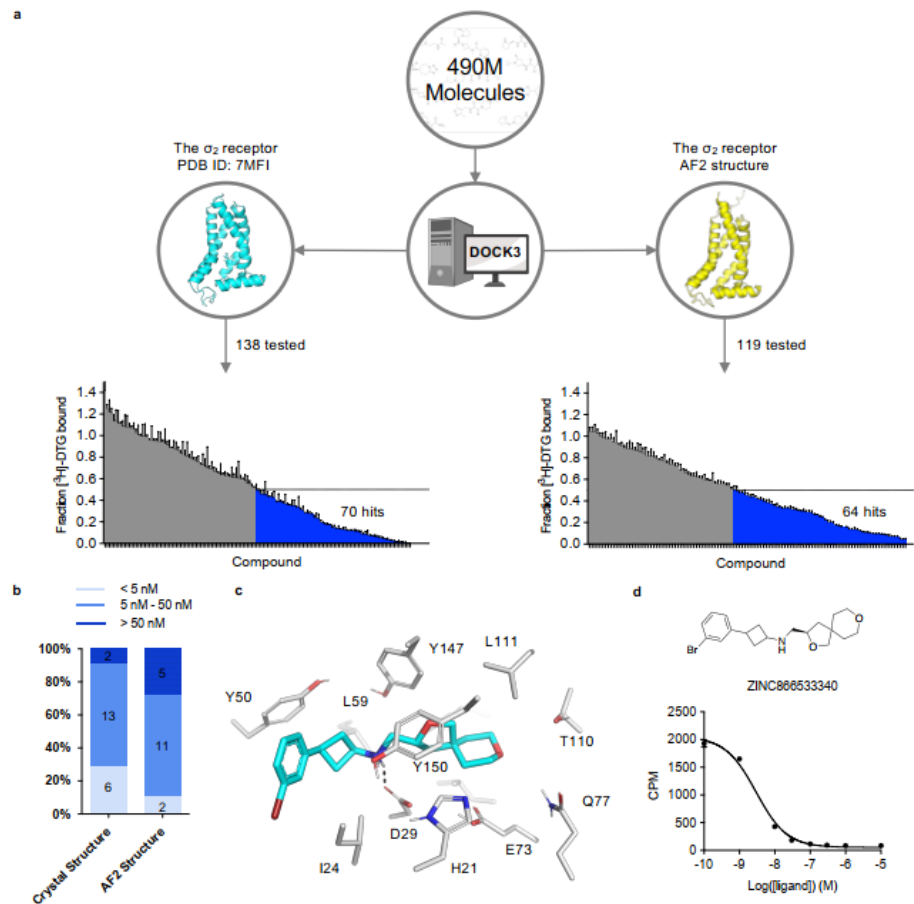 a
490M
Molecules
The σ2 receptor
PDB ID: 7MFI
The σ2 receptor
AF2 structure
DOCK3
138 tested
119 tested
Fraction [³H]-DTG bound
1.4
1.2
1.0
0.8
0.6
0.4
0.2
0.0
70 hits
Compound
Fraction [³H]-DTG bound
1.4
1.2
1.0
0.8
0.6
0.4
0.2
0.0
64 hits
Compound
b
< 5 nM
5 nM - 50 nM
> 50 nM
100%
80%
60%
40%
20%
0%
2
13
6
5
11
2
Crystal Structure
AF2 Structure
c
Y50
L59
Y147
L111
T110
Y150
Q77
D29
E73
I24
H21
d
Br
N
H
O
O
ZINC866533340
CPM
2500
2000
1500
1000
500
0
-10 -9 -8 -7 -6 -5
Log([ligand]) (M)